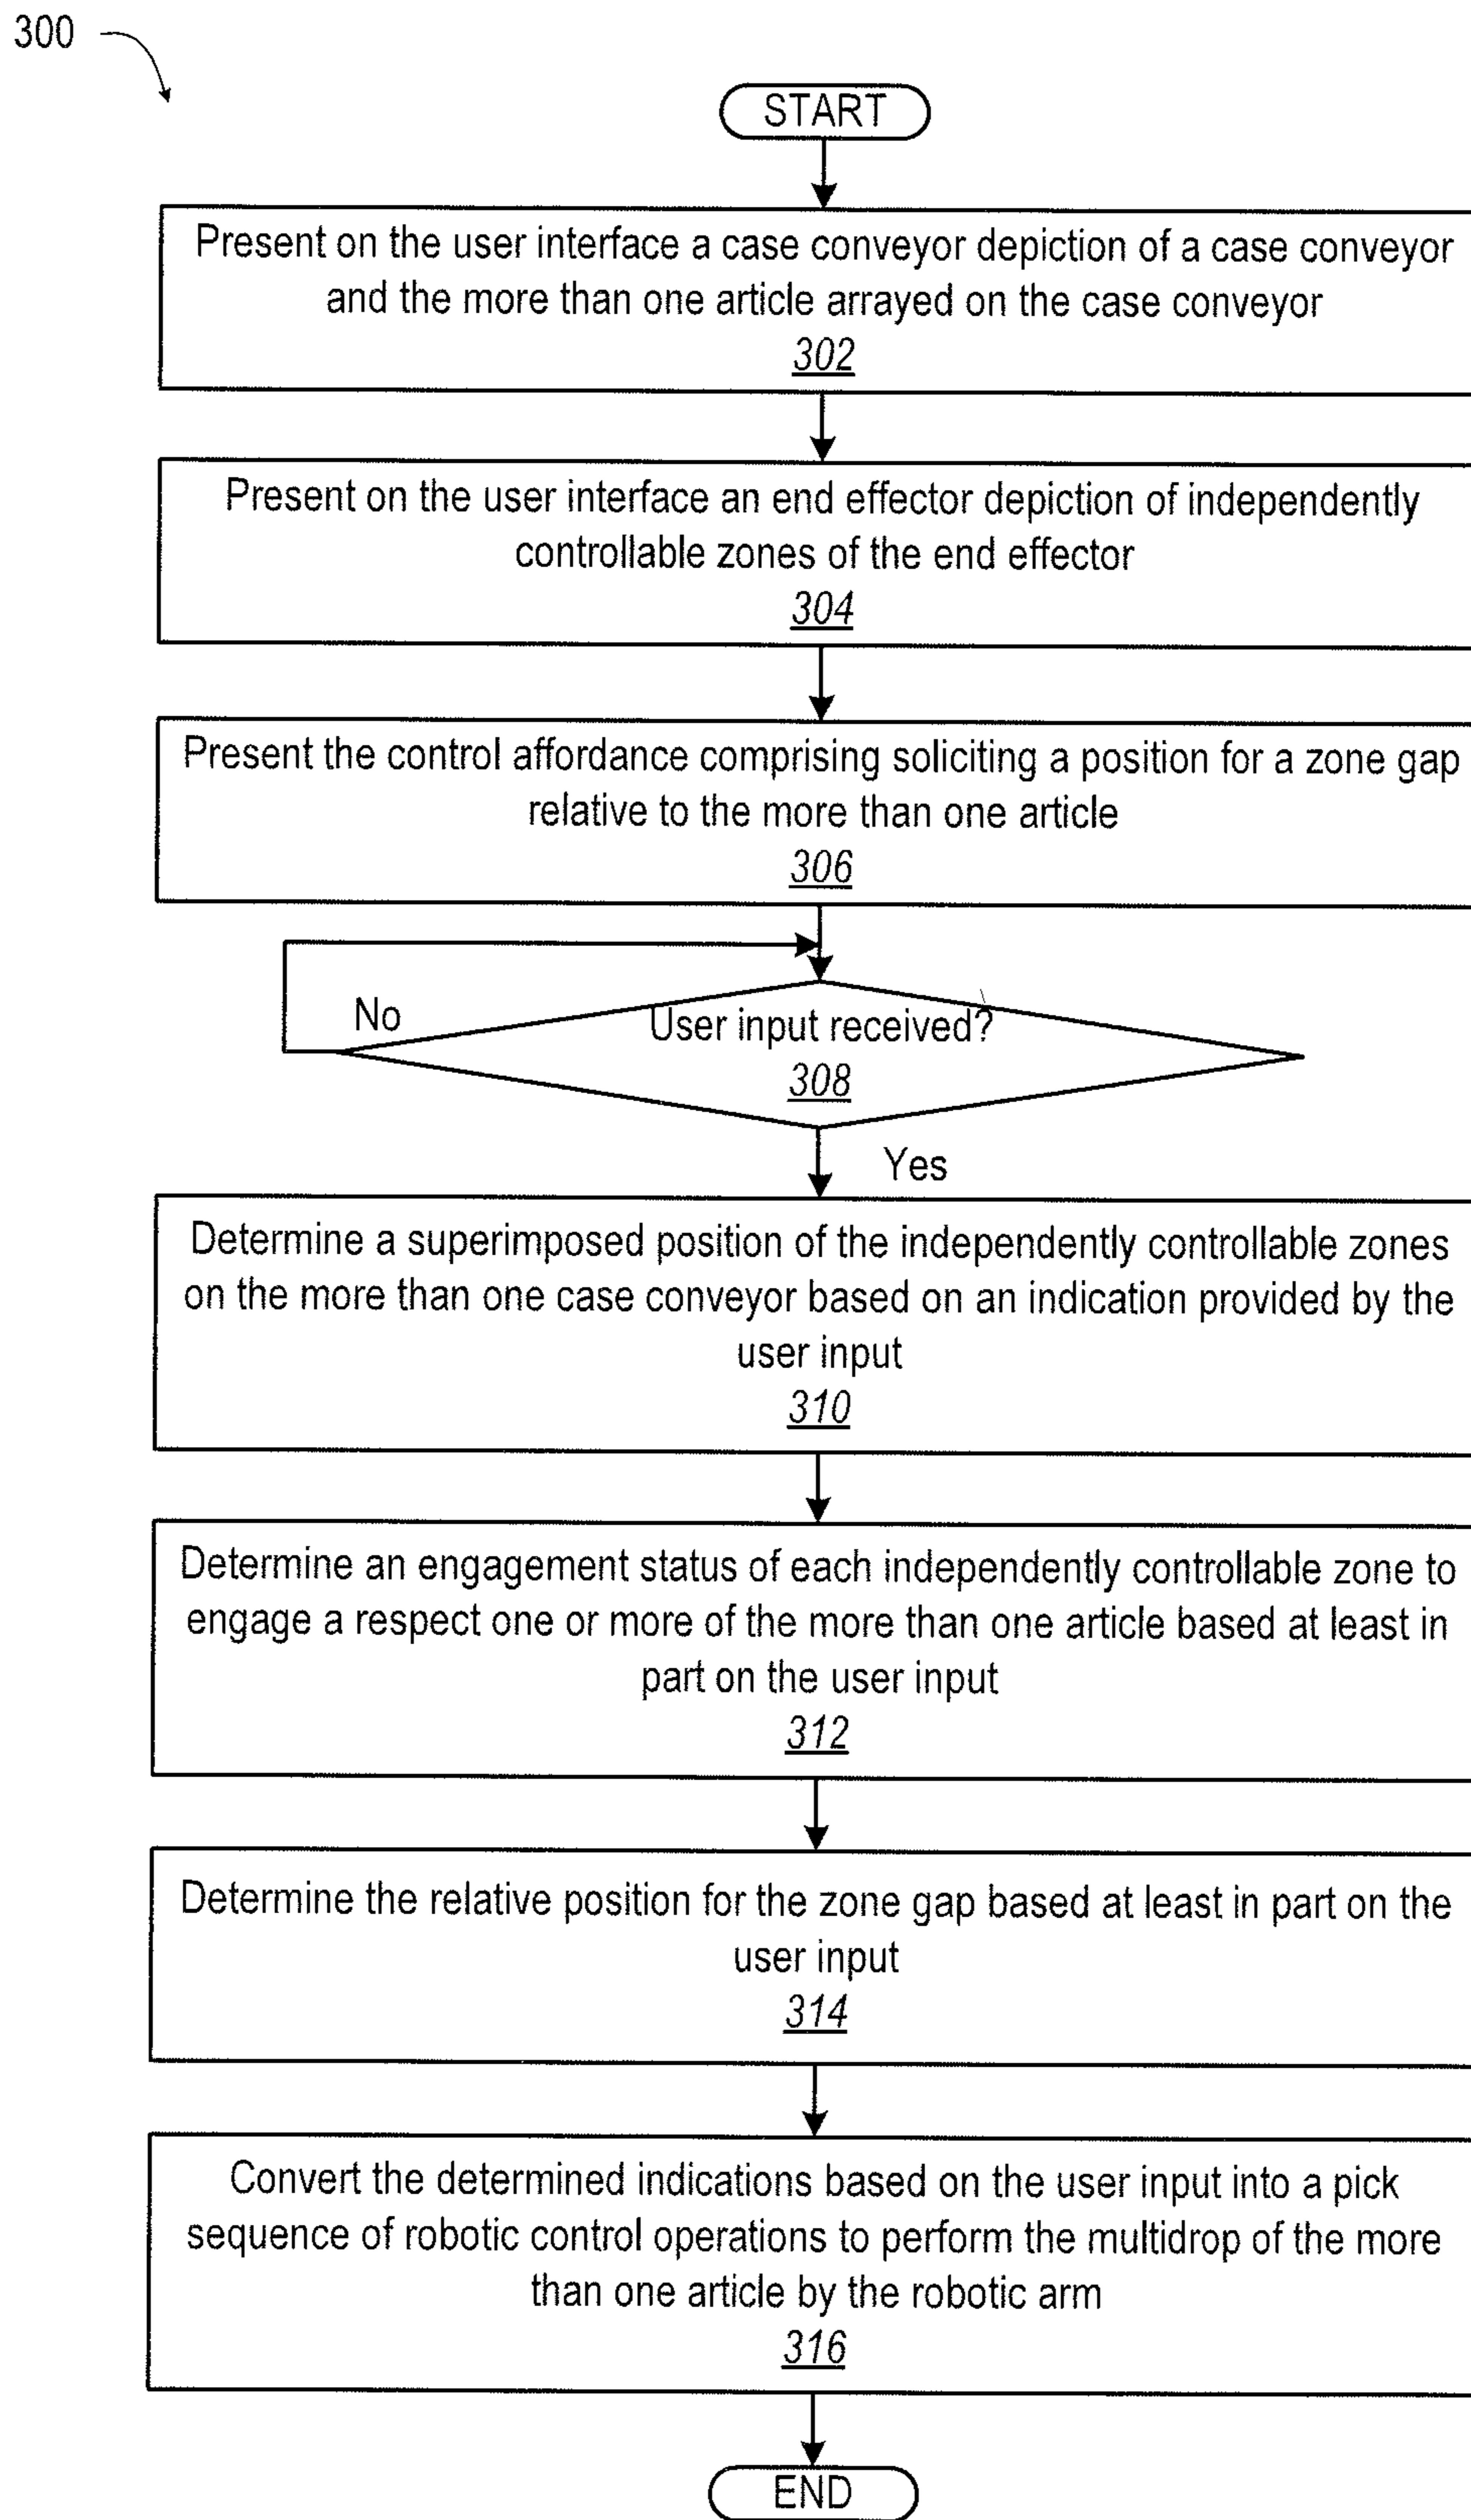 300
START
Present on the user interface a case conveyor depiction of a case conveyor
and the more than one article arrayed on the case conveyor
302
Present on the user interface an end effector depiction of independently
controllable zones of the end effector
304
Present the control affordance comprising soliciting a position for a zone gap
relative to the more than one article
306
No
User input received?
308
Yes
Determine a superimposed position of the independently controllable zones
on the more than one case conveyor based on an indication provided by the
user input
310
Determine an engagement status of each independently controllable zone to
engage a respect one or more of the more than one article based at least in
part on the user input
312
Determine the relative position for the zone gap based at least in part on the
user input
314
Convert the determined indications based on the user input into a pick
sequence of robotic control operations to perform the multidrop of the more
than one article by the robotic arm
316
END